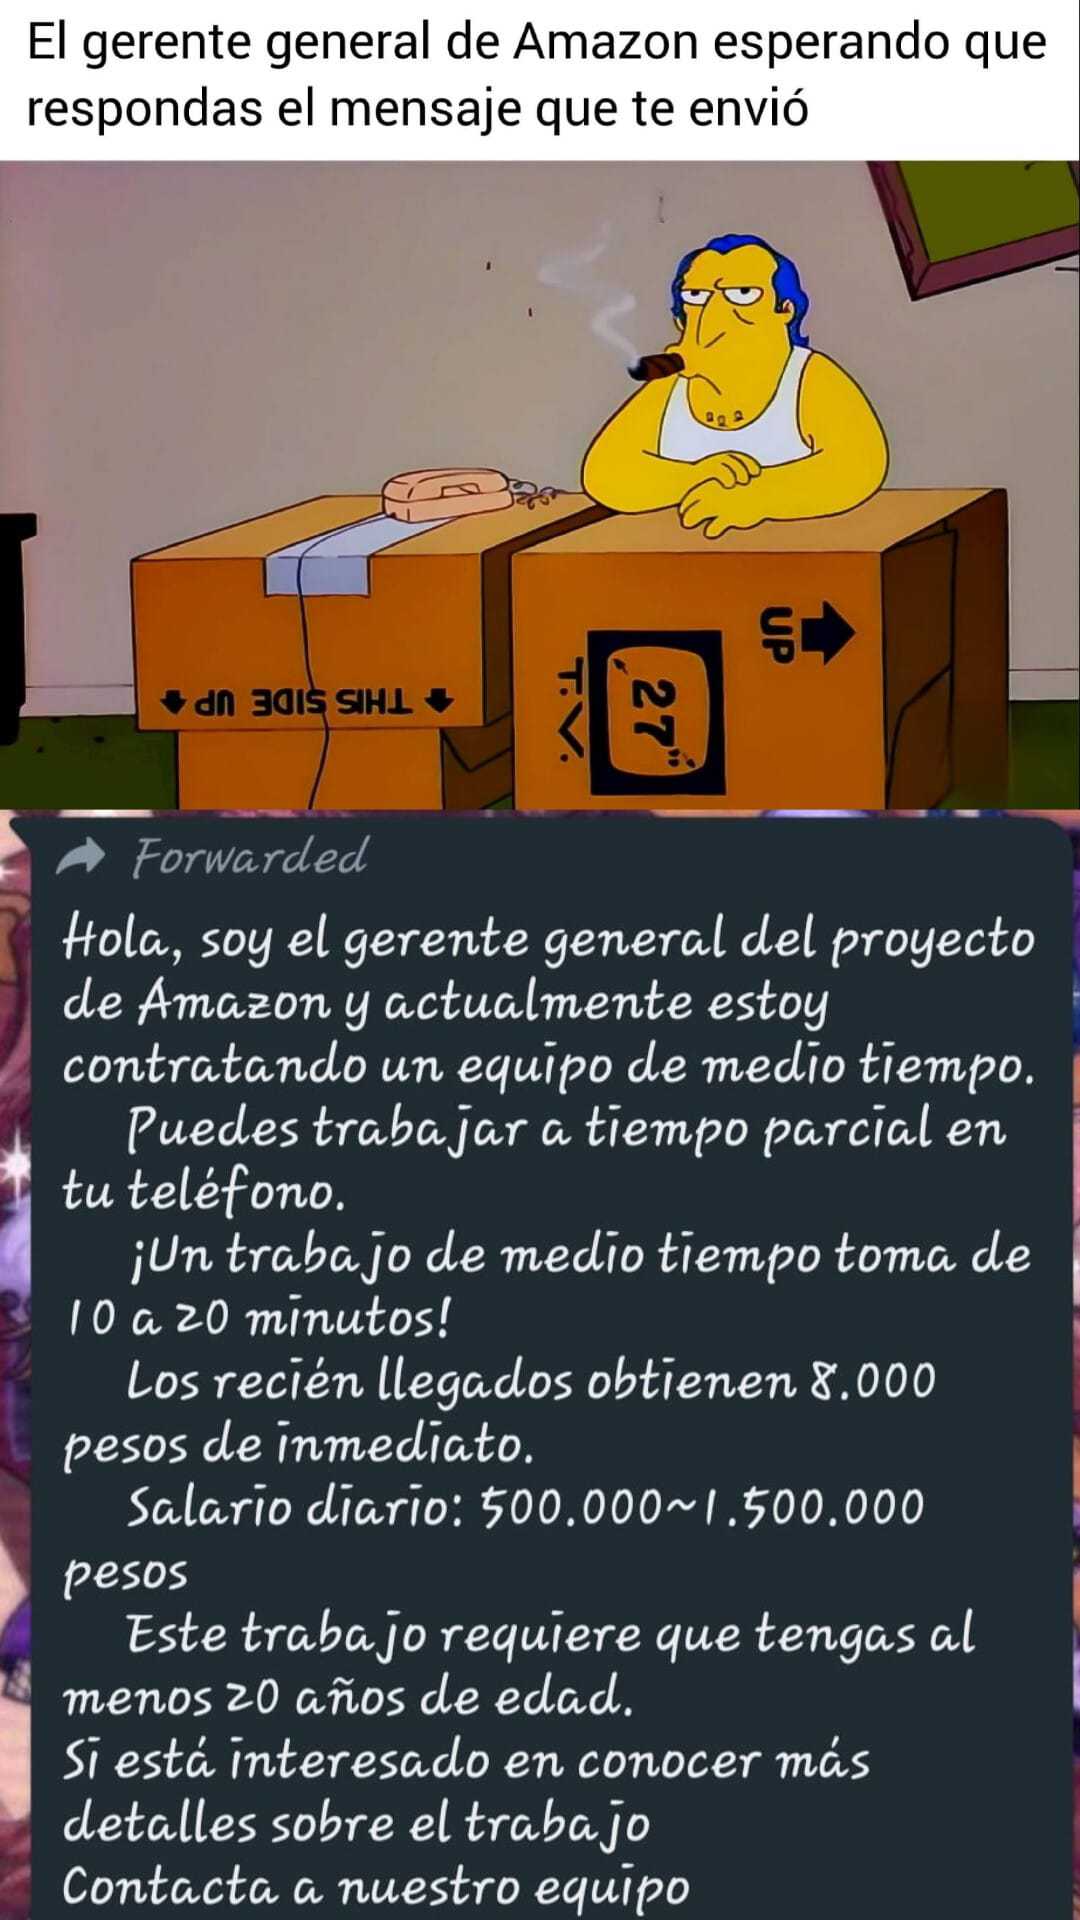 El gerente general de Amazon esperando que
respondas el mensaje que te envió
UP
THIS SIDE UP
T.V.
27"
Forwarded
Hola, soy el gerente general del proyecto
de Amazon y actualmente estoy
contratando un equipo de medio tiempo.
Puedes trabajar a tiempo parcial en
tu teléfono.
¡Un trabajo de medio tiempo toma de
10 a 20 minutos!
Los recién llegados obtienen 8.000
pesos de inmediato.
Salario diario: 500.000~1.500.000
pesos
Este trabajo requiere que tengas al
menos 20 años de edad.
Si está interesado en conocer más
detalles sobre el trabajo
Contacta a nuestro equipo